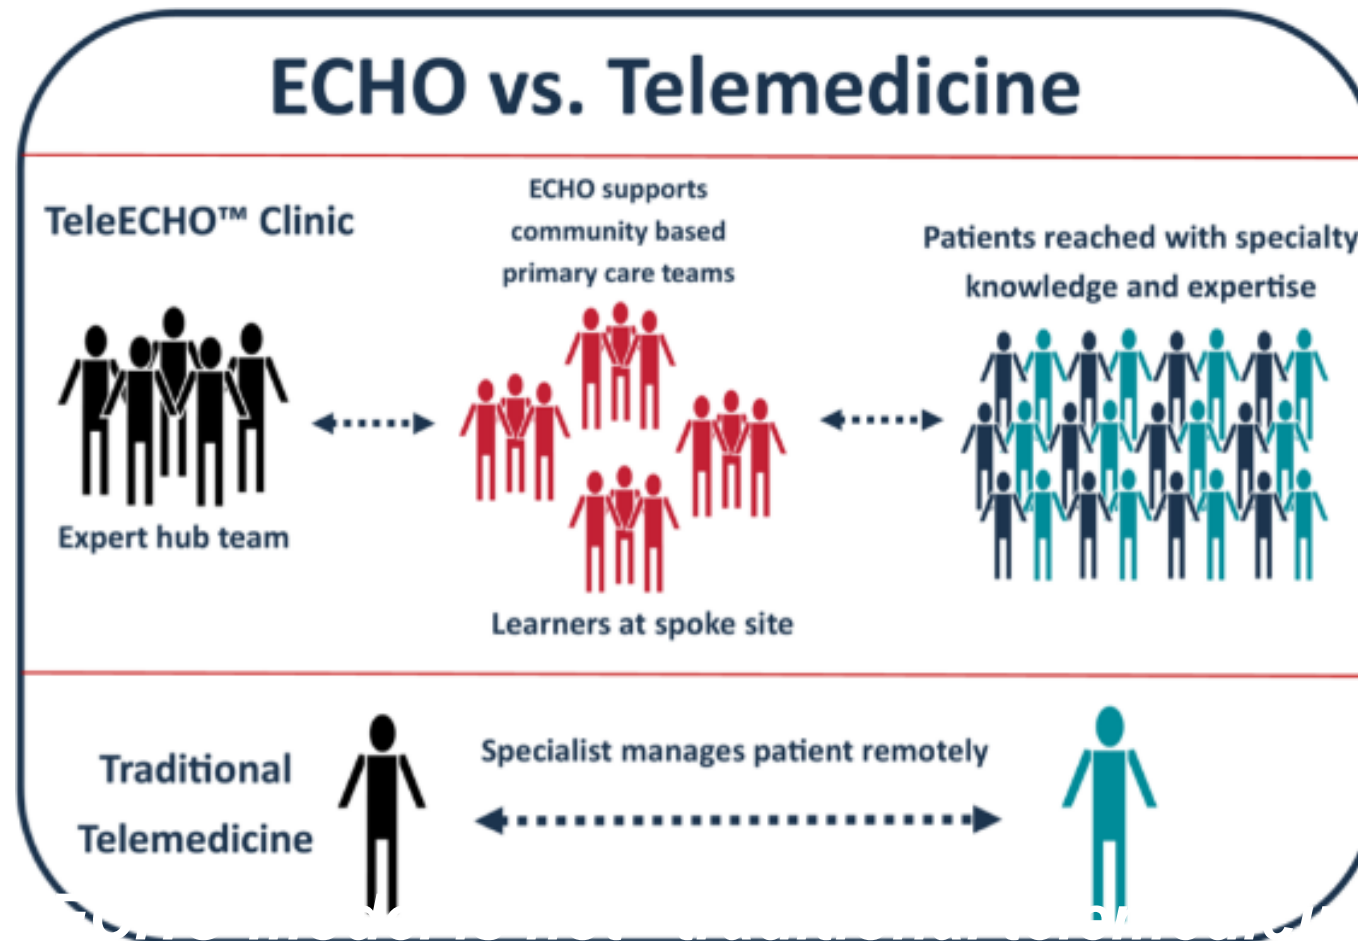 ECHO vs. Telemedicine
TeleECHO™ Clinic
ECHO supports
community based
primary care teams
Patients reached with specialty
knowledge and expertise
Expert hub team
Learners at spoke site
Traditional
Telemedicine
Specialist manages patient remotely